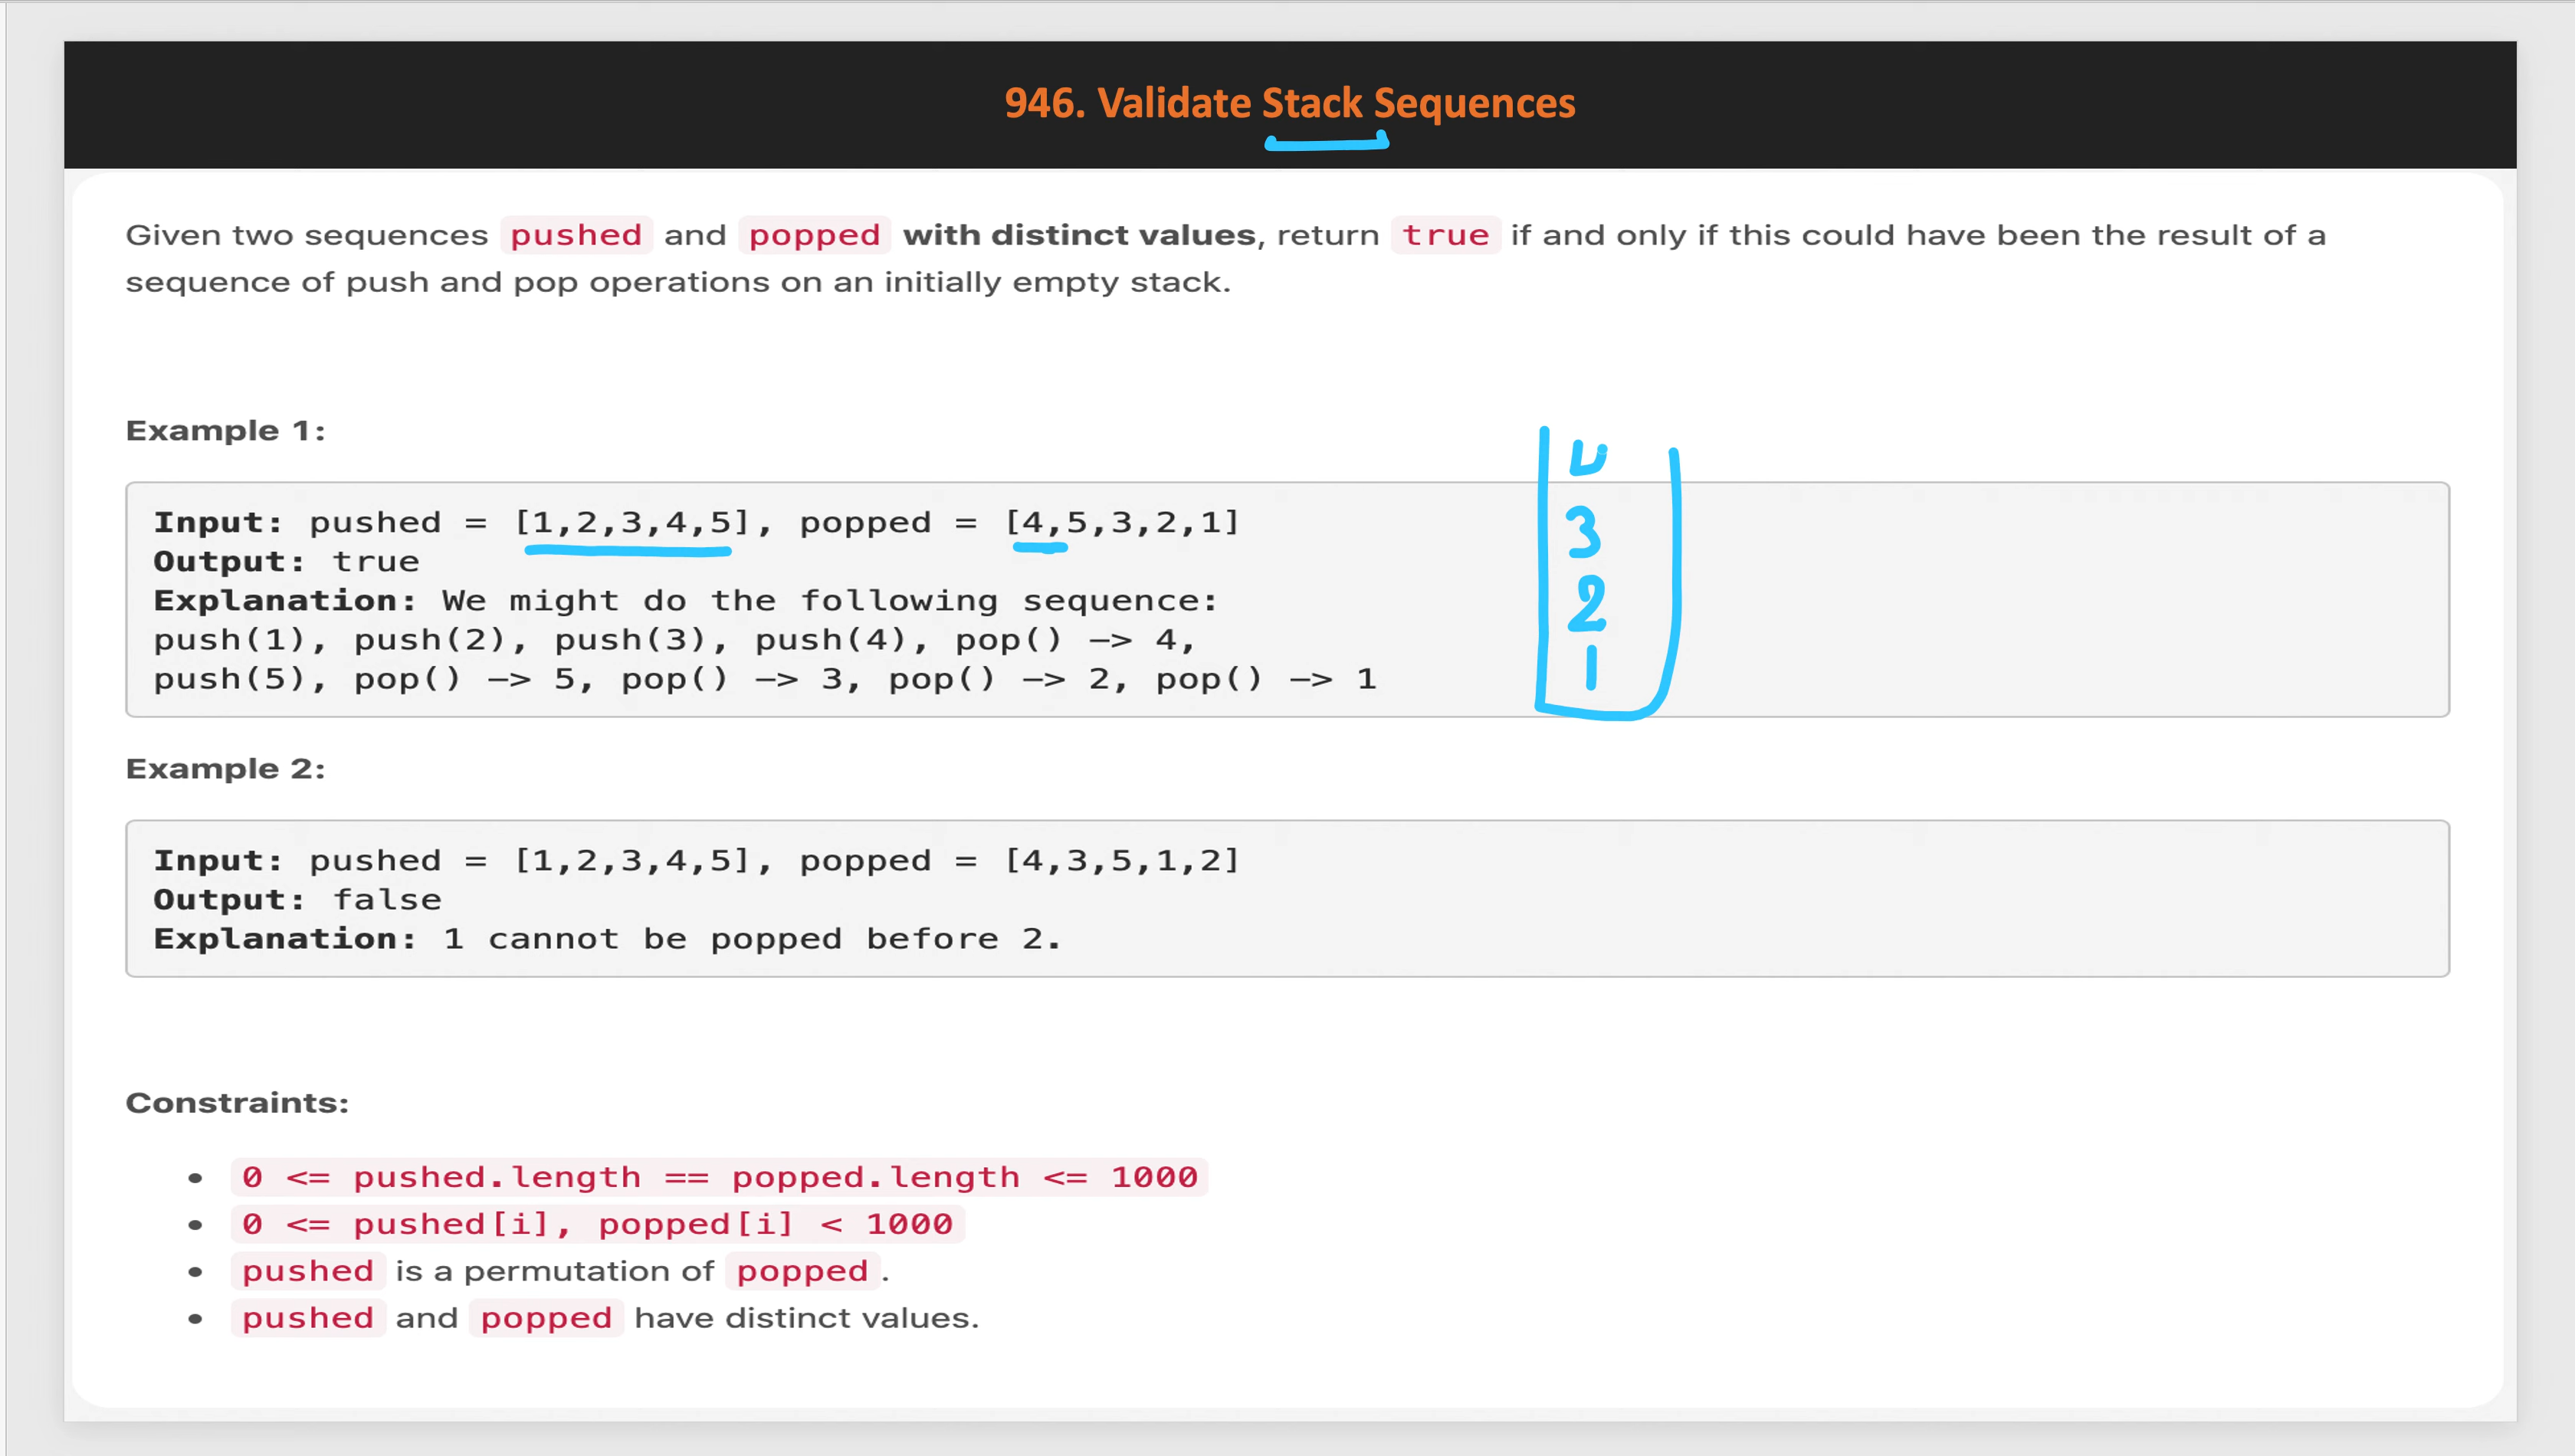 946. Validate Stack Sequences
Given two sequences pushed and popped with distinct values, return true if and only if this could have been the result of a
sequence of push and pop operations on an initially empty stack.
Example 1:
Input: pushed = [1,2,3,4,5], popped = [4,5,3,2,1]
Output: true
Explanation: We might do the following sequence:
push(1), push(2), push(3), push(4), pop() -> 4,
push(5), pop() -> 5, pop() -> 3, pop() -> 2, pop() -> 1
3
2
1
Example 2:
Input: pushed = [1,2,3,4,5], popped = [4,3,5,1,2]
Output: false
Explanation: 1 cannot be popped before 2.
Constraints:
• 0 <= pushed.length == popped.length <= 1000
• 0 <= pushed[i], popped[i] < 1000
• pushed is a permutation of popped.
• pushed and popped have distinct values.